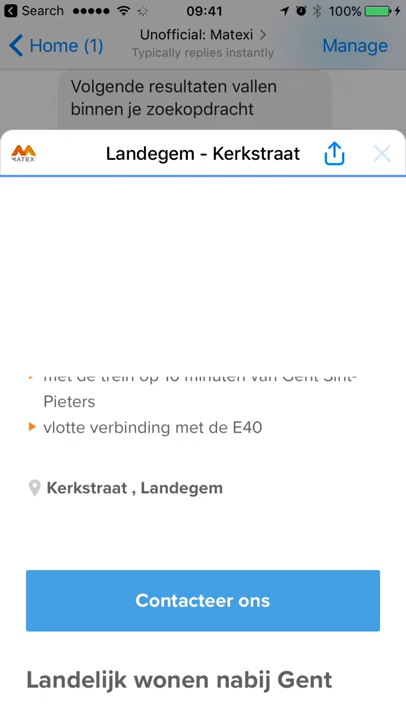 Search 09:41 100%
Home (1) Unofficial: Matexi Manage
Typically replies instantly
Volgende resultaten vallen
binnen je zoekopdracht
MATEXI Landegem - Kerkstraat
met de trein op 10 minuten van Gent Sint-
Pieters
vlotte verbinding met de E40
Kerkstraat , Landegem
Contacteer ons
Landelijk wonen nabij Gent